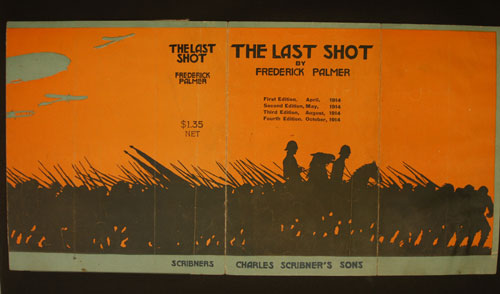 THE LAST
SHOT
FREDERICK
PALMER
$1.35
NET
SCRIBNERS
THE LAST SHOT
BY
FREDERICK PALMER
First Edition, April, 1914
Second Edition, May, 1914
Third Edition, August, 1914
Fourth Edition, October, 1914
CHARLES SCRIBNER'S SONS